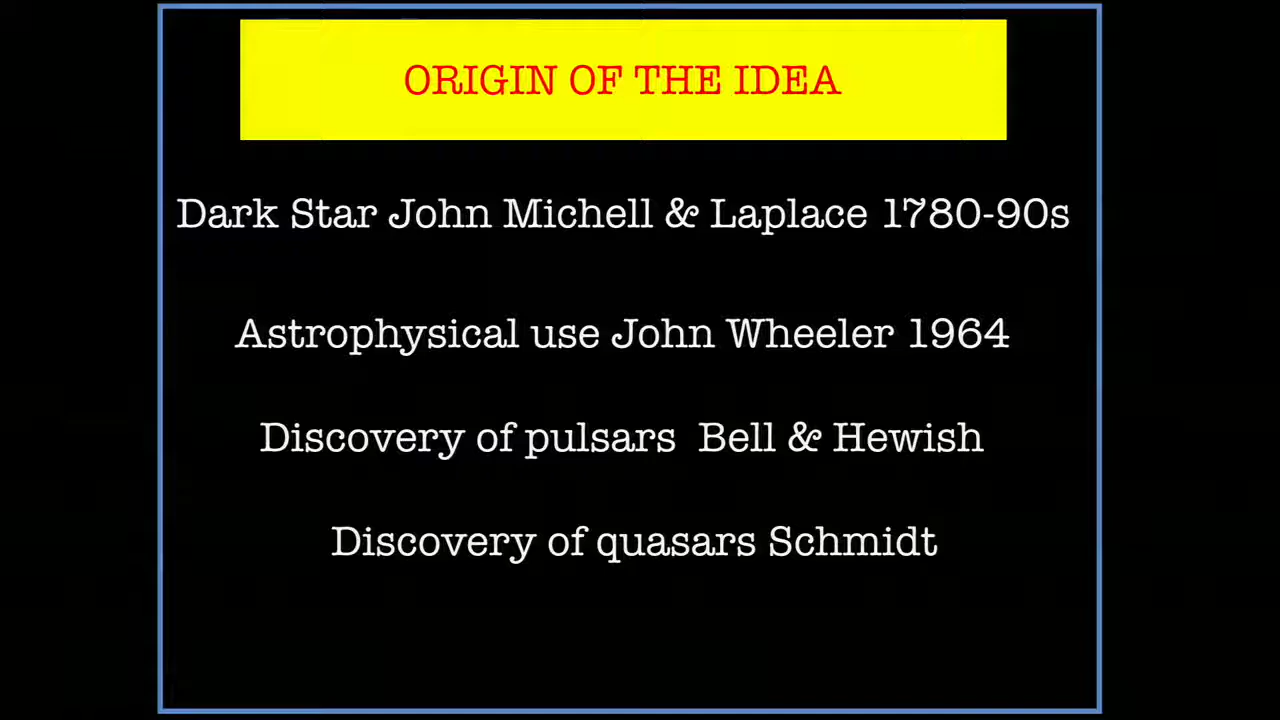 ORIGIN OF THE IDEA
Dark Star John Michell & Laplace 1780-90s
Astrophysical use John Wheeler 1964
Discovery of pulsars  Bell & Hewish
Discovery of quasars Schmidt